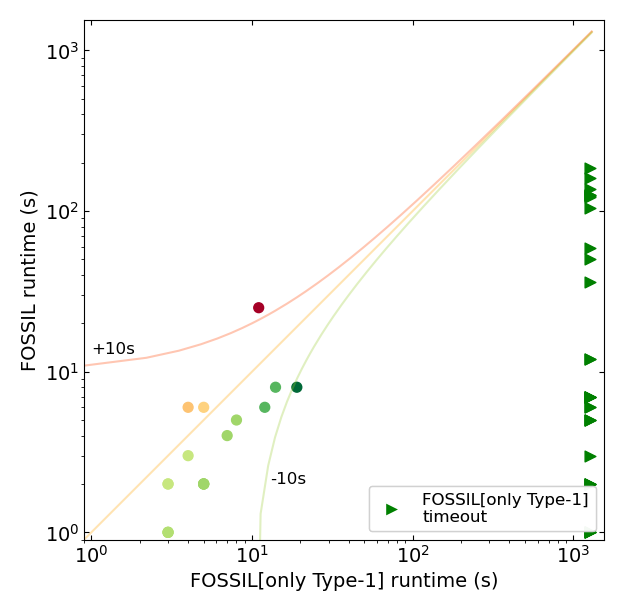 10³
10²
10¹
10⁰
FOSSIL runtime (s)
+10s
-10s
FOSSIL[only Type-1]
timeout
10⁰
10¹
10²
10³
FOSSIL[only Type-1] runtime (s)